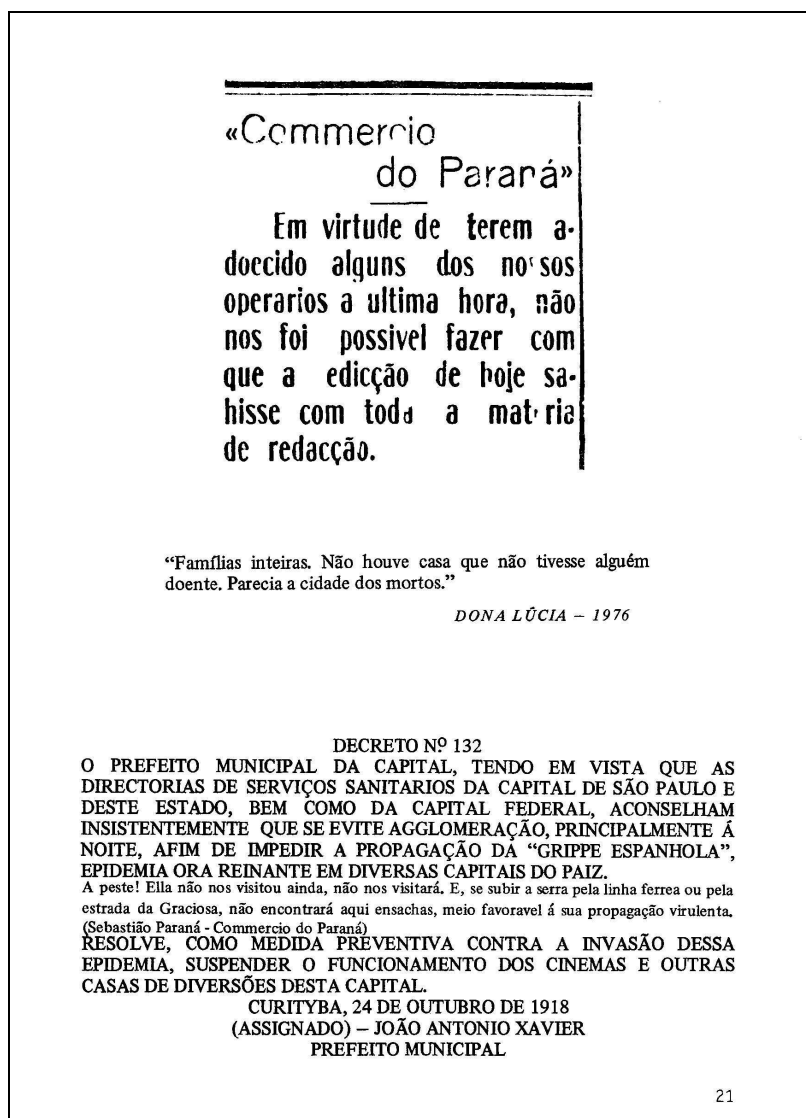 «Commercio
do Paraná»
Em virtude de terem a-
doecido alguns dos nossos
operarios a ultima hora, não
nos foi possivel fazer com
que a edicção de hoje sa-
hisse com toda a materia
de redacção.
“Famílias inteiras. Não houve casa que não tivesse alguém
doente. Parecia a cidade dos mortos.”
DONA LÚCIA – 1976
DECRETO Nº 132
O PREFEITO MUNICIPAL DA CAPITAL, TENDO EM VISTA QUE AS
DIRECTORIAS DE SERVIÇOS SANITARIOS DA CAPITAL DE SÃO PAULO E
DESTE ESTADO, BEM COMO DA CAPITAL FEDERAL, ACONSELHAM
INSISTENTEMENTE QUE SE EVITE AGGLOMERAÇÃO, PRINCIPALMENTE Á
NOITE, AFIM DE IMPEDIR A PROPAGAÇÃO DA “GRIPPE ESPANHOLA”,
EPIDEMIA ORA REINANTE EM DIVERSAS CAPITAIS DO PAIZ.
A peste! Ella não nos visitou ainda, não nos visitará. E, se subir a serra pela linha ferrea ou pela
estrada da Graciosa, não encontrará aqui ensachas, meio favoravel á sua propagação virulenta.
(Sebastião Paraná - Commercio do Paraná)
RESOLVE, COMO MEDIDA PREVENTIVA CONTRA A INVASÃO DESSA
EPIDEMIA, SUSPENDER O FUNCIONAMENTO DOS CINEMAS E OUTRAS
CASAS DE DIVERSÕES DESTA CAPITAL.
CURITYBA, 24 DE OUTUBRO DE 1918
(ASSIGNADO) – JOÃO ANTONIO XAVIER
PREFEITO MUNICIPAL
21